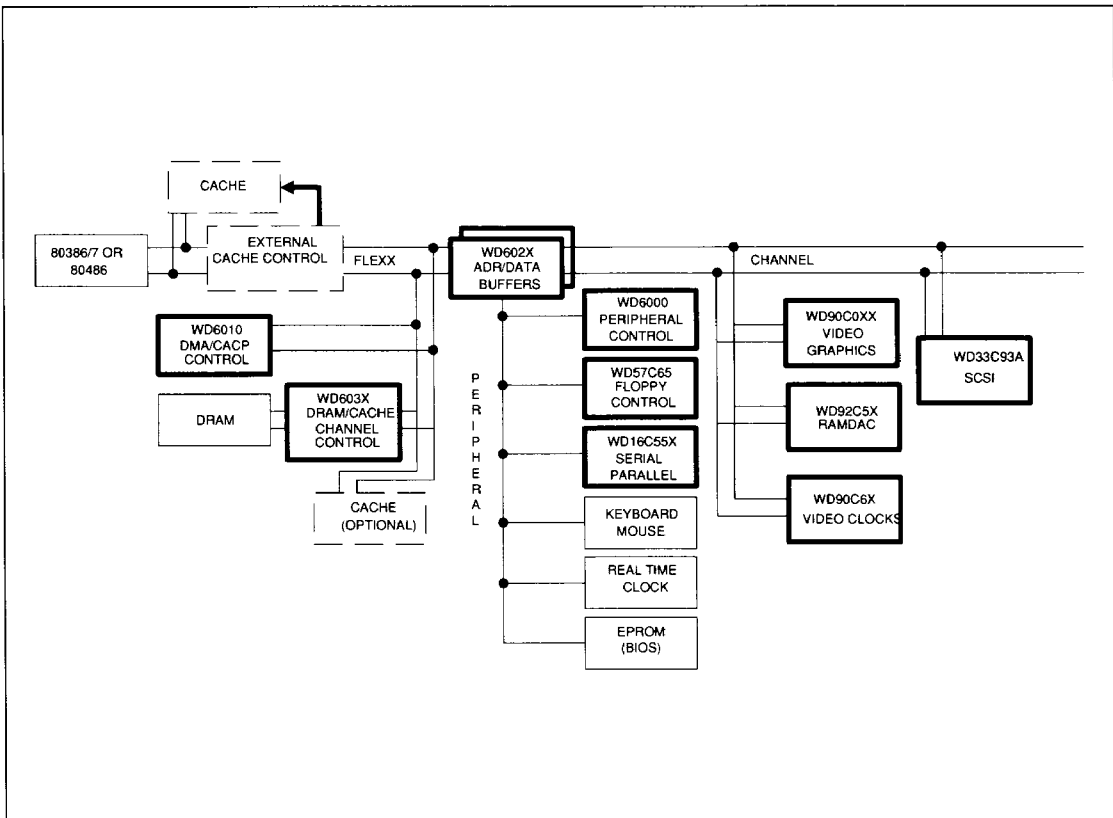 CACHE
80386/7 OR
80486
EXTERNAL
CACHE CONTROL
FLEXX
WD602X
ADR/DATA
BUFFERS
CHANNEL
WD6010
DMA/CACP
CONTROL
DRAM
WD603X
DRAM/CACHE
CHANNEL
CONTROL
CACHE
(OPTIONAL)
PERIPHERAL
WD6000
PERIPHERAL
CONTROL
WD57C65
FLOPPY
CONTROL
WD16C55X
SERIAL
PARALLEL
KEYBOARD
MOUSE
REAL TIME
CLOCK
EPROM
(BIOS)
WD90C0XX
VIDEO
GRAPHICS
WD92C5X
RAMDAC
WD90C6X
VIDEO CLOCKS
WD33C93A
SCSI